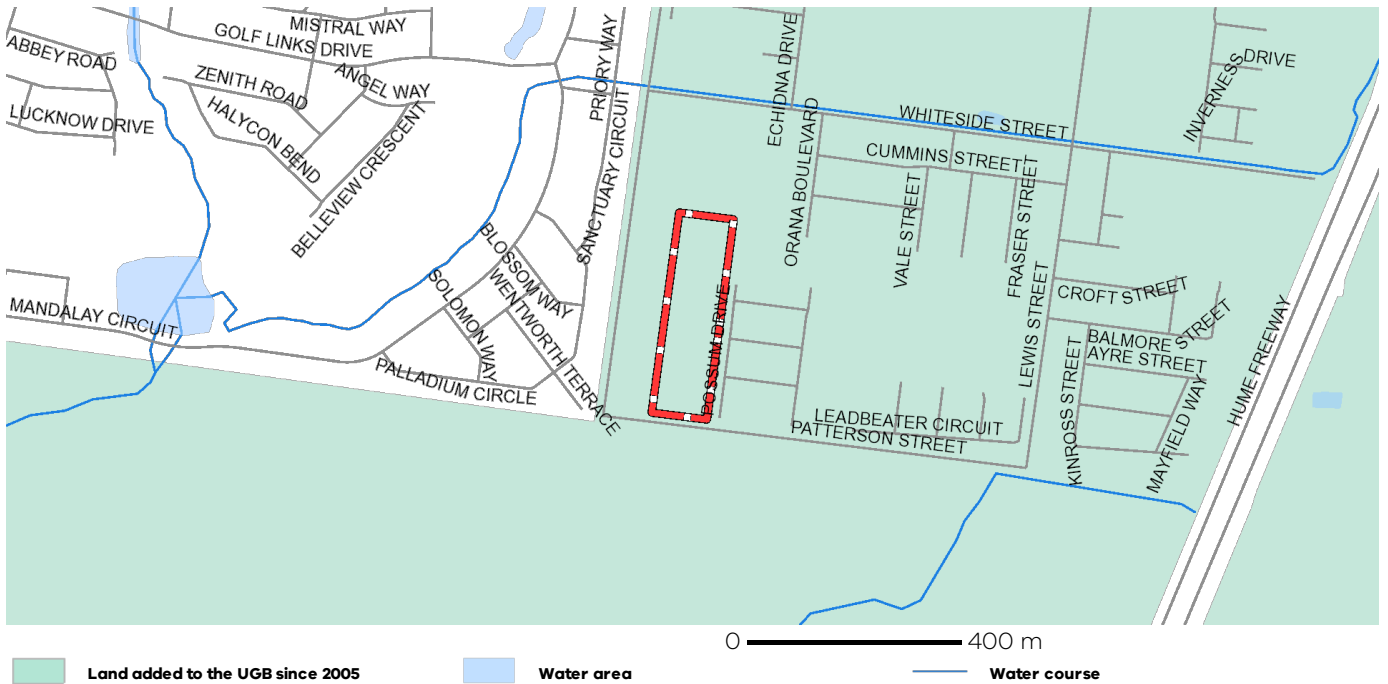 MISTRAL WAY
GOLF LINKS DRIVE
ABBEY ROAD
ZENITH ROAD
ANGEL WAY
LUCKNOW DRIVE
HALYCON BEND
BELLEVIEW CRESCENT
PRIORY WAY
SANCTUARY CIRCUIT
ECHIDNA DRIVE
ORANA BOULEVARD
WHITESIDE STREET
CUMMINS STREET
INVERNESS
DRIVE
VALE STREET
FRASER STREET
LEWIS STREET
BLOSSOM WAY
WENTWORTH TERRACE
SOLOMON WAY
MANDALAY CIRCUIT
PALLADIUM CIRCLE
POSSUM DRIVE
CROFT STREET
BALMORE
STREET
AYRE STREET
HUME FREEWAY
KINROSS STREET
MAYFIELD WAY
LEADBEATER CIRCUIT
PATTERSON STREET
0 400 m
Land added to the UGB since 2005
Water area
Water course